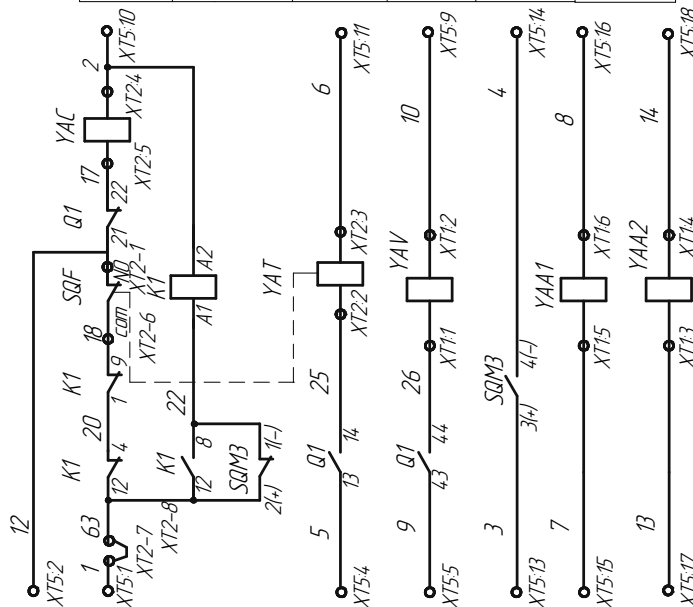 12
XT5:2
1
63
XT5:1
XT2-7
XT2-8
K1
12
4
20
K1
1
9
18
XT2-6
SQF
com
NO
XT2-1
Q1
21
22
17
XT2:5
YAC
XT2:4
2
XT5:10
K1
12
8
SQM3
2(+)
1(-)
22
K1
A1
A2
XT5:4
5
Q1
13
14
25
XT2:2
YAT
XT2:3
6
XT5:11
XT5:5
9
Q1
43
44
26
XT1:1
YAV
XT1:2
10
XT5:9
XT5:13
3
SQM3
3(+)
4(-)
4
XT5:14
XT5:15
7
XT1:5
YAA1
XT1:6
8
XT5:16
XT5:17
13
XT1:3
YAA2
XT1:4
14
XT5:18